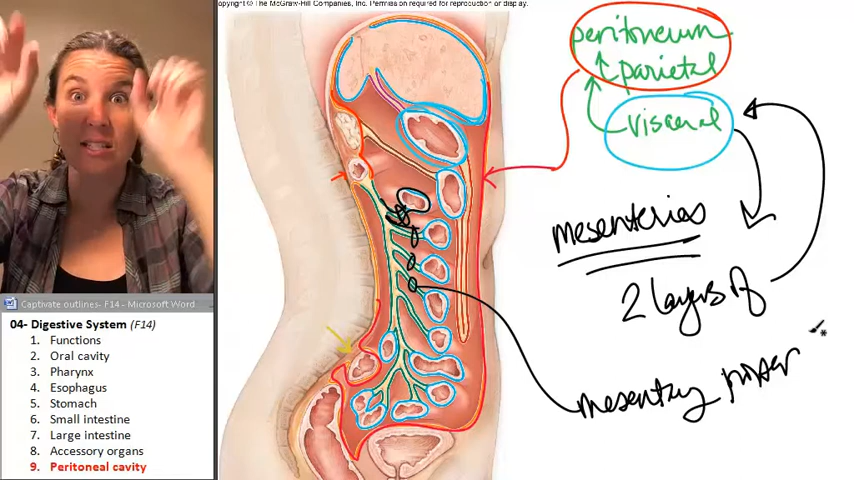 opyright © The McGraw-Hill Companies, Inc. Permission required for reproduction or display.
peritoneum
parietal
visceral
mesenteries
2 layers of
mesentery proper
Captivate outlines- F14 - Microsoft Word
04- Digestive System (F14)
1. Functions
2. Oral cavity
3. Pharynx
4. Esophagus
5. Stomach
6. Small intestine
7. Large intestine
8. Accessory organs
9. Peritoneal cavity